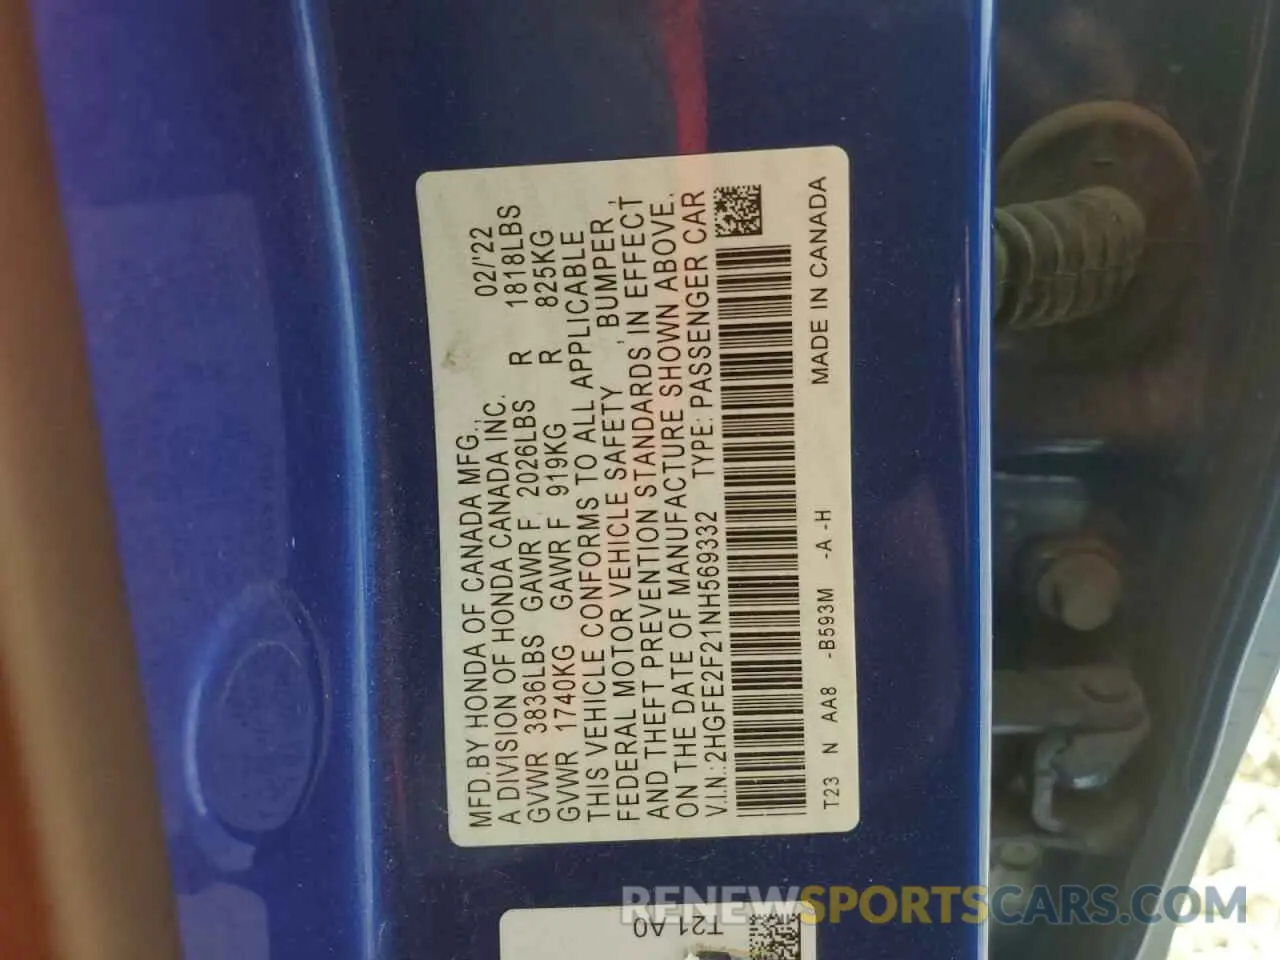 MFD.BY HONDA OF CANADA MFG.,
A DIVISION OF HONDA CANADA INC. 02/'22
GVWR 3836LBS GAWR F 2026LBS R 1818LBS
GVWR 1740KG GAWR F 919KG R 825KG
THIS VEHICLE CONFORMS TO ALL APPLICABLE
FEDERAL MOTOR VEHICLE SAFETY , BUMPER ,
AND THEFT PREVENTION STANDARDS IN EFFECT
ON THE DATE OF MANUFACTURE SHOWN ABOVE.
V.I.N.:2HGFE2F21NH569332 TYPE: PASSENGER CAR
T23 N AA8 -B593M -A -H MADE IN CANADA
T21 A0
RENEWSPORTSCARS.COM